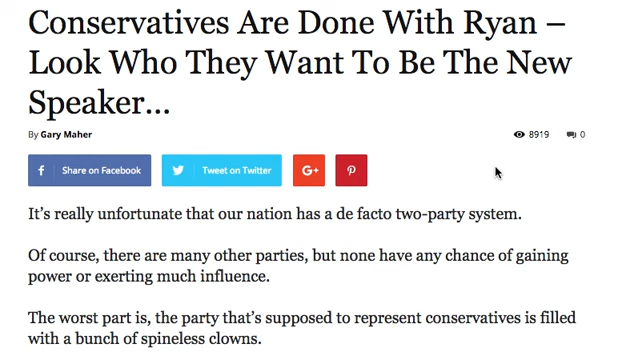 Conservatives Are Done With Ryan –
Look Who They Want To Be The New
Speaker...
By Gary Maher 8919 0
Share on Facebook Tweet on Twitter G+
It's really unfortunate that our nation has a de facto two-party system.
Of course, there are many other parties, but none have any chance of gaining
power or exerting much influence.
The worst part is, the party that's supposed to represent conservatives is filled
with a bunch of spineless clowns.